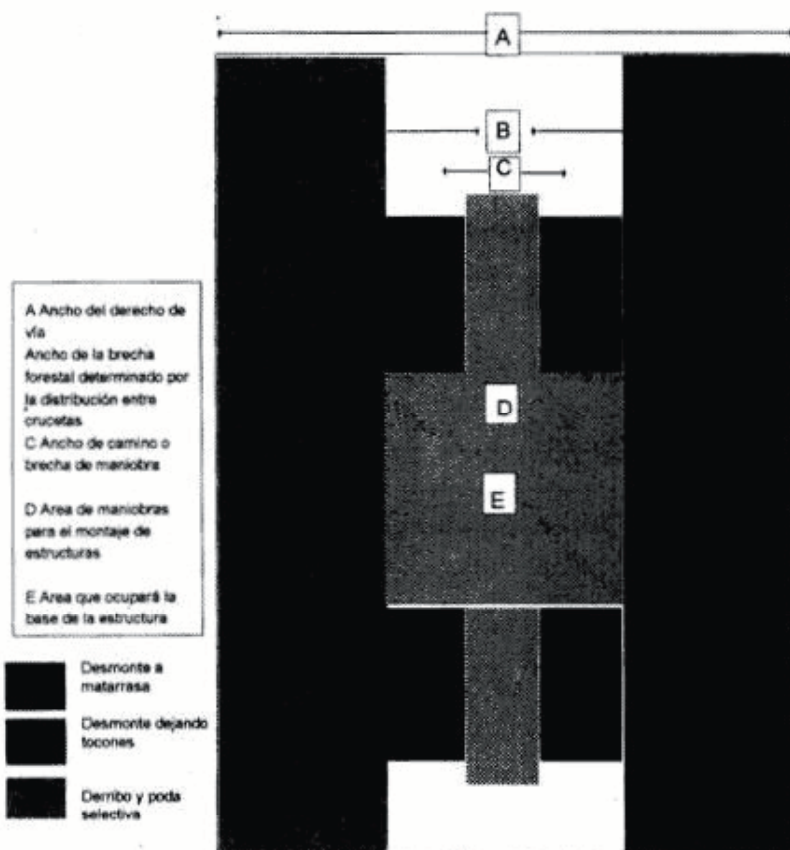 A
B
C
D
E
A Ancho del derecho de
vía
Ancho de la brecha
forestal determinado por
la distribución entre
crucetas
C Ancho de camino o
brecha de maniobra
D Area de maniobras
para el montaje de
estructuras
E Area que ocupará la
base de la estructura
Desmonte a
matarrasa
Desmonte dejando
tocones
Derribo y poda
selectiva